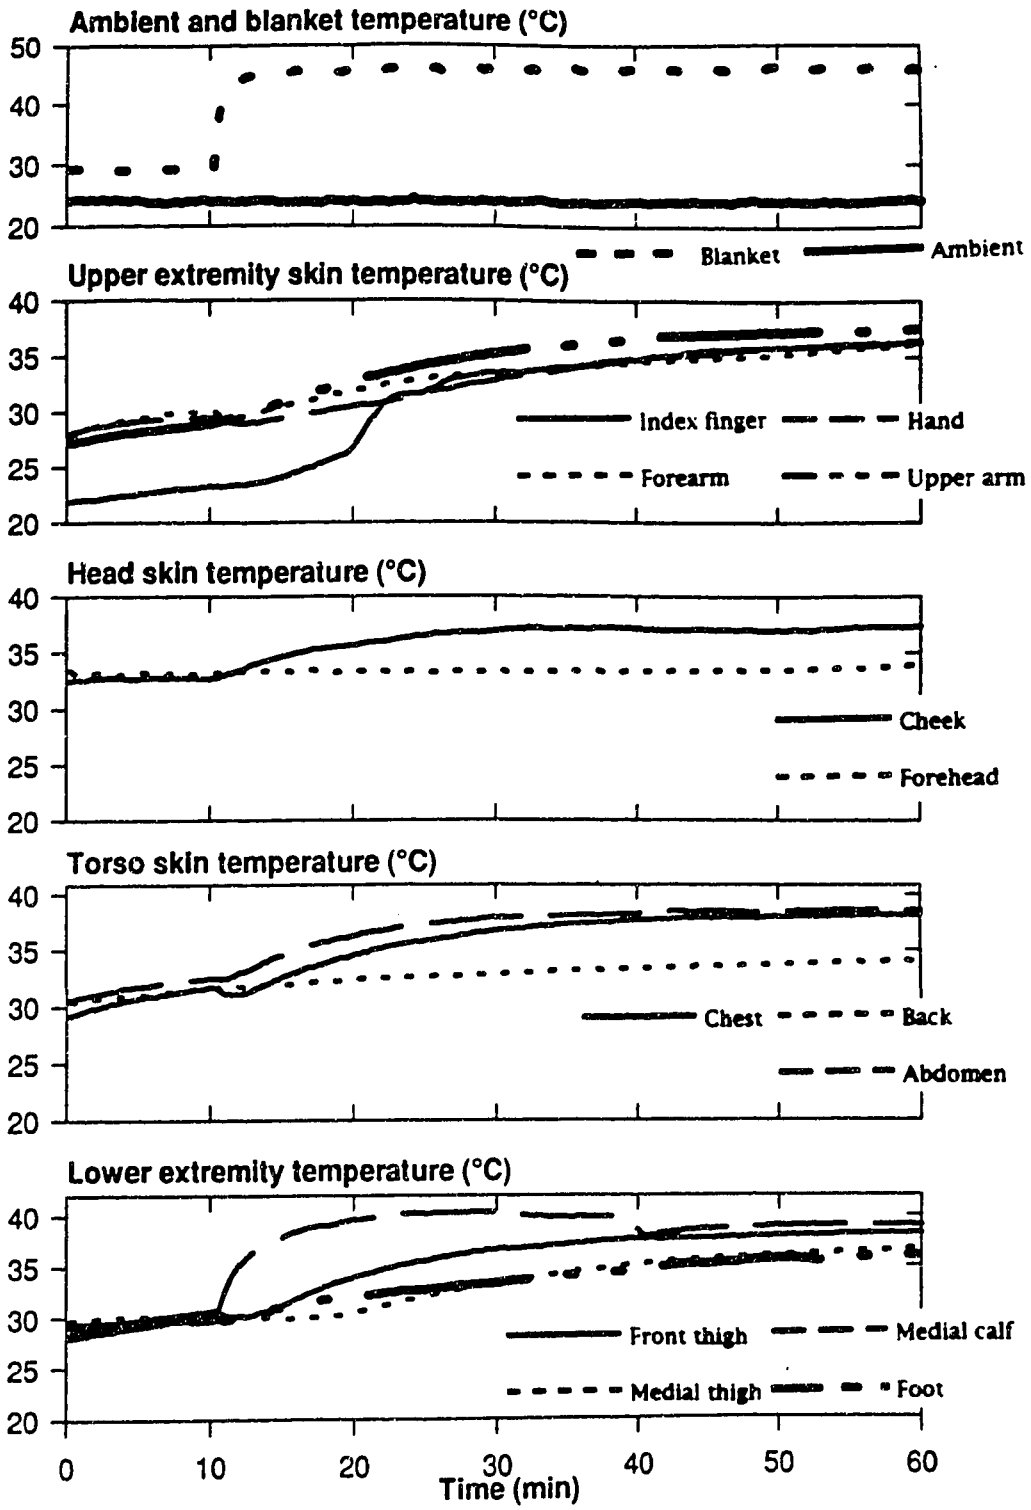 Ambient and blanket temperature (°C)
50
40
30
20
Blanket Ambient
Upper extremity skin temperature (°C)
40
35
30
Index finger Hand
25
Forearm Upper arm
20
Head skin temperature (°C)
40
35
30
Cheek
25
Forehead
20
Torso skin temperature (°C)
40
35
30
Chest Back
25
Abdomen
20
Lower extremity temperature (°C)
40
35
30
Front thigh Medial calf
25
Medial thigh Foot
20
0 10 20 30 40 50 60
Time (min)